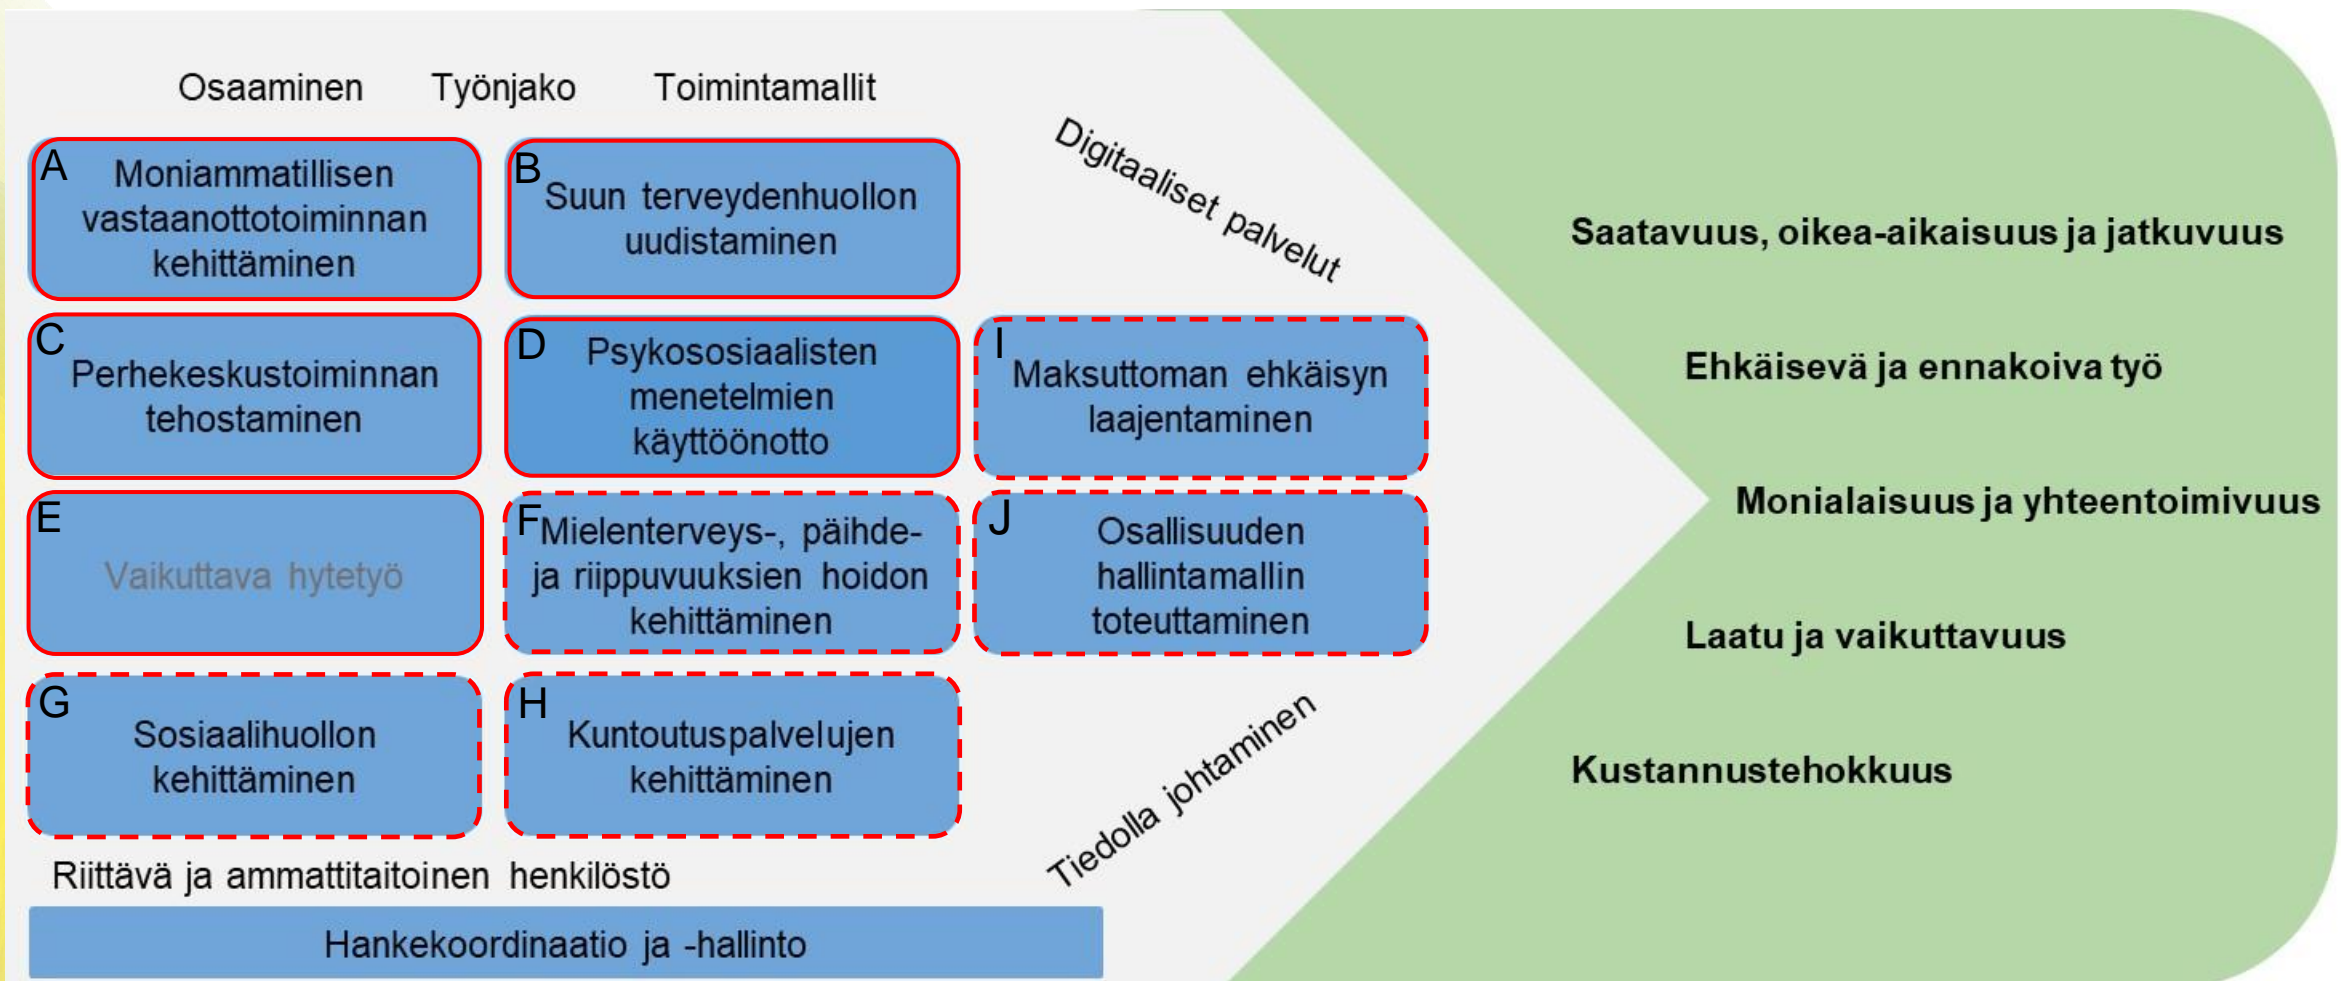 Osaaminen Työnjako Toimintamallit
A
Moniammatillisen
vastaanottotoiminnan
kehittäminen
B
Suun terveydenhuollon
uudistaminen
Digitaaliset palvelut
C
Perhekeskustoiminnan
tehostaminen
D
Psykososiaalisten
menetelmien
käyttöönotto
I
Maksuttoman ehkäisyn
laajentaminen
E
Vaikuttava hytetyö
F
Mielenterveys-, päihde-
ja riippuvuuksien hoidon
kehittäminen
J
Osallisuuden
hallintamallin
toteuttaminen
G
Sosiaalihuollon
kehittäminen
H
Kuntoutuspalvelujen
kehittäminen
Tiedolla johtaminen
Riittävä ja ammattitaitoinen henkilöstö
Hankekoordinaatio ja -hallinto
Saatavuus, oikea-aikaisuus ja jatkuvuus
Ehkäisevä ja ennakoiva työ
Monialaisuus ja yhteentoimivuus
Laatu ja vaikuttavuus
Kustannustehokkuus